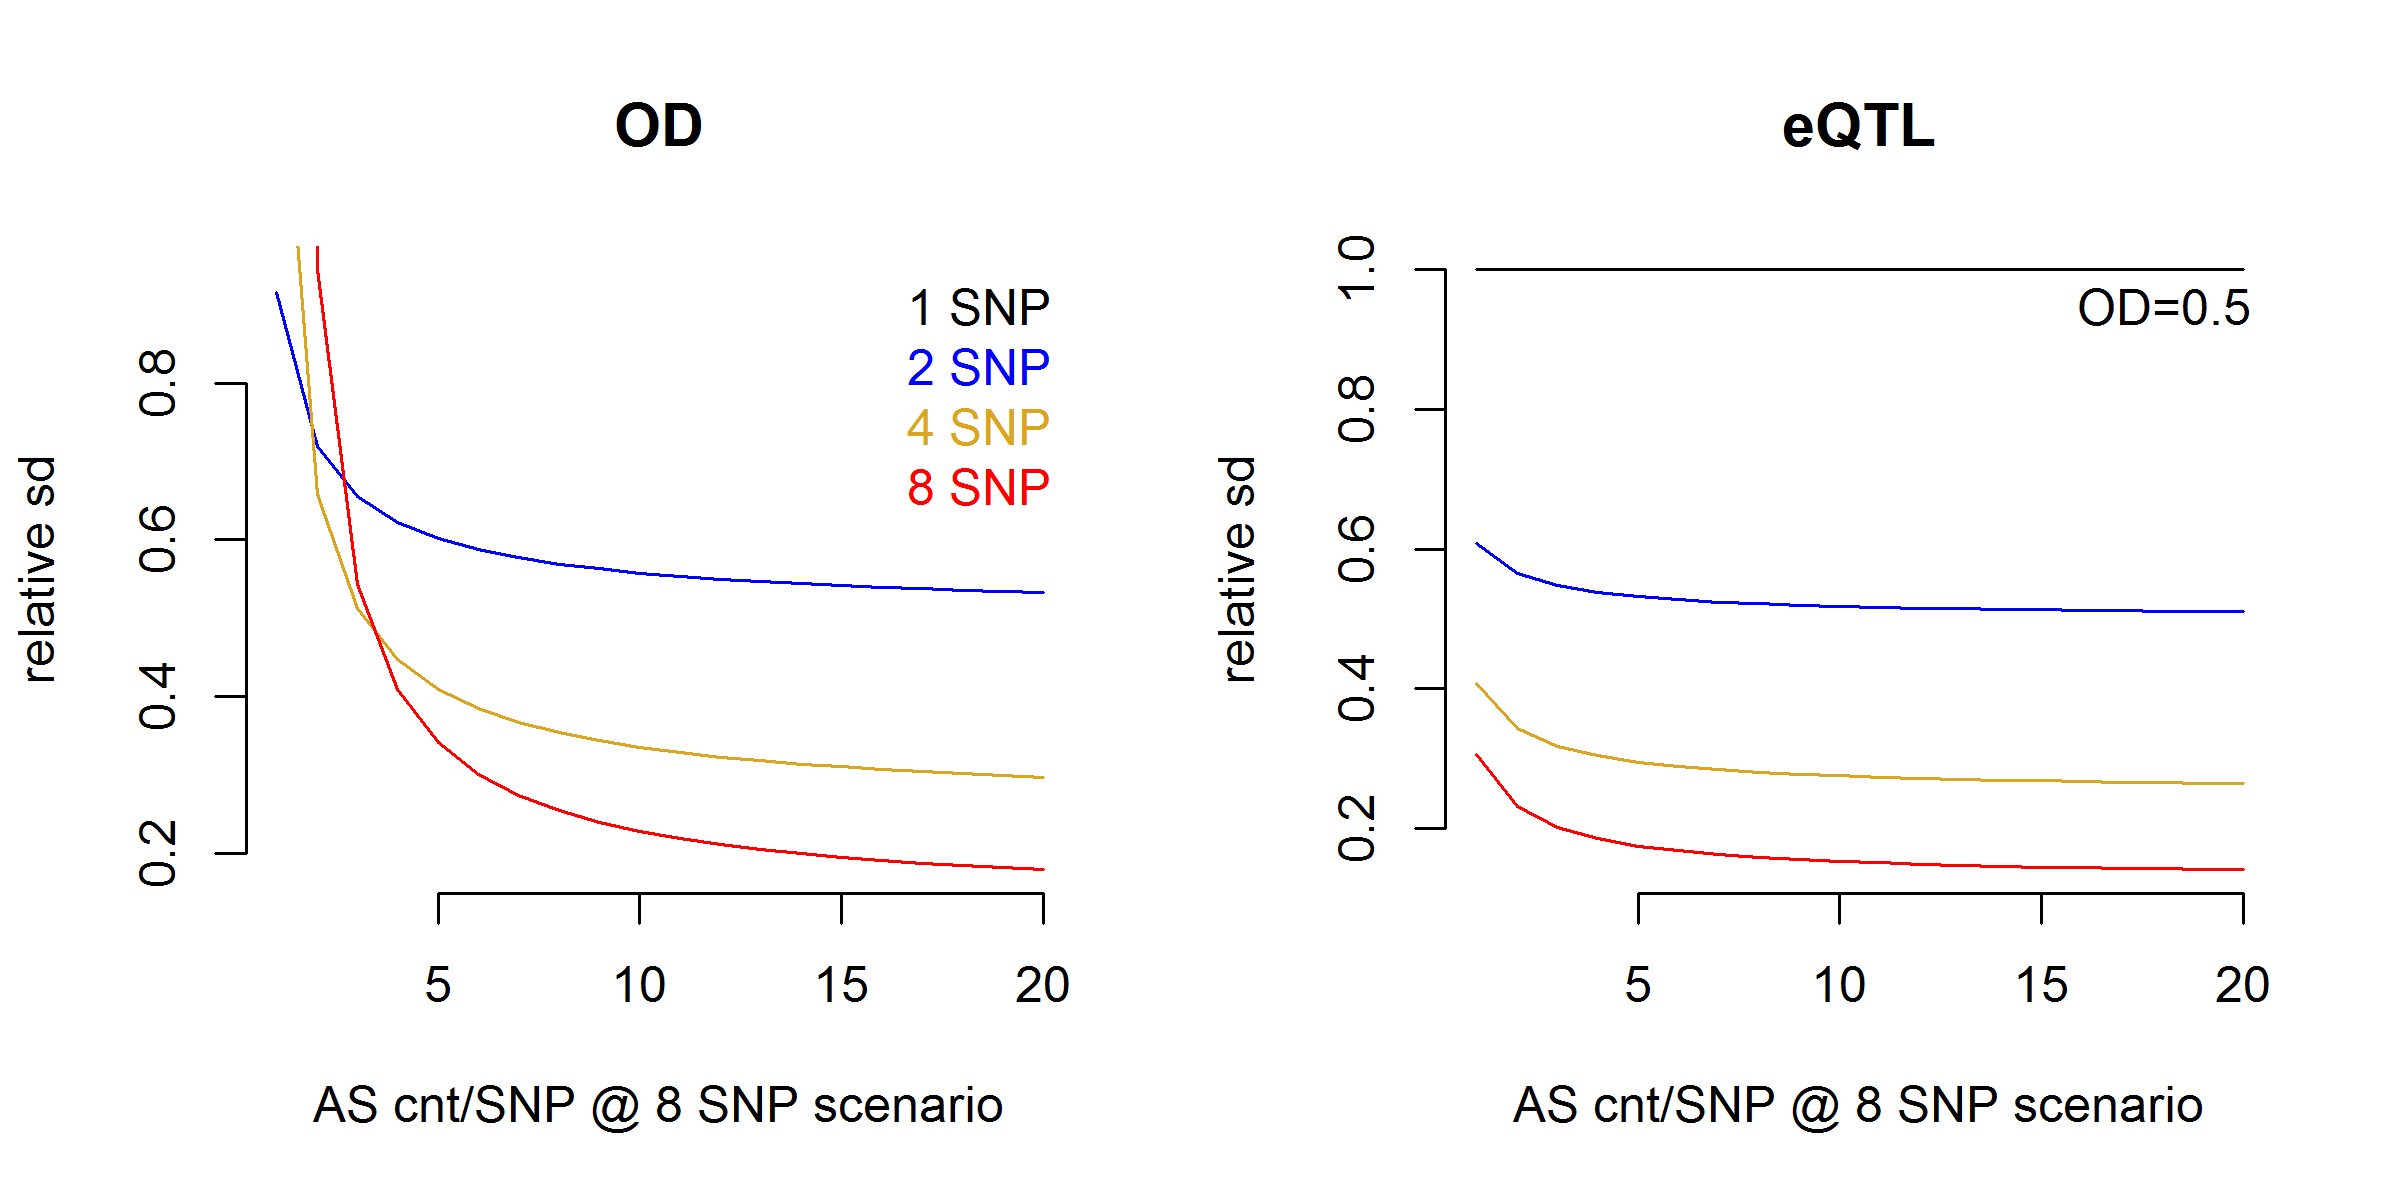 OD
1 SNP
2 SNP
4 SNP
8 SNP
relative sd
0.2
0.4
0.6
0.8
5 10 15 20
AS cnt/SNP @ 8 SNP scenario
eQTL
OD=0.5
relative sd
0.2
0.4
0.6
0.8
1.0
5 10 15 20
AS cnt/SNP @ 8 SNP scenario